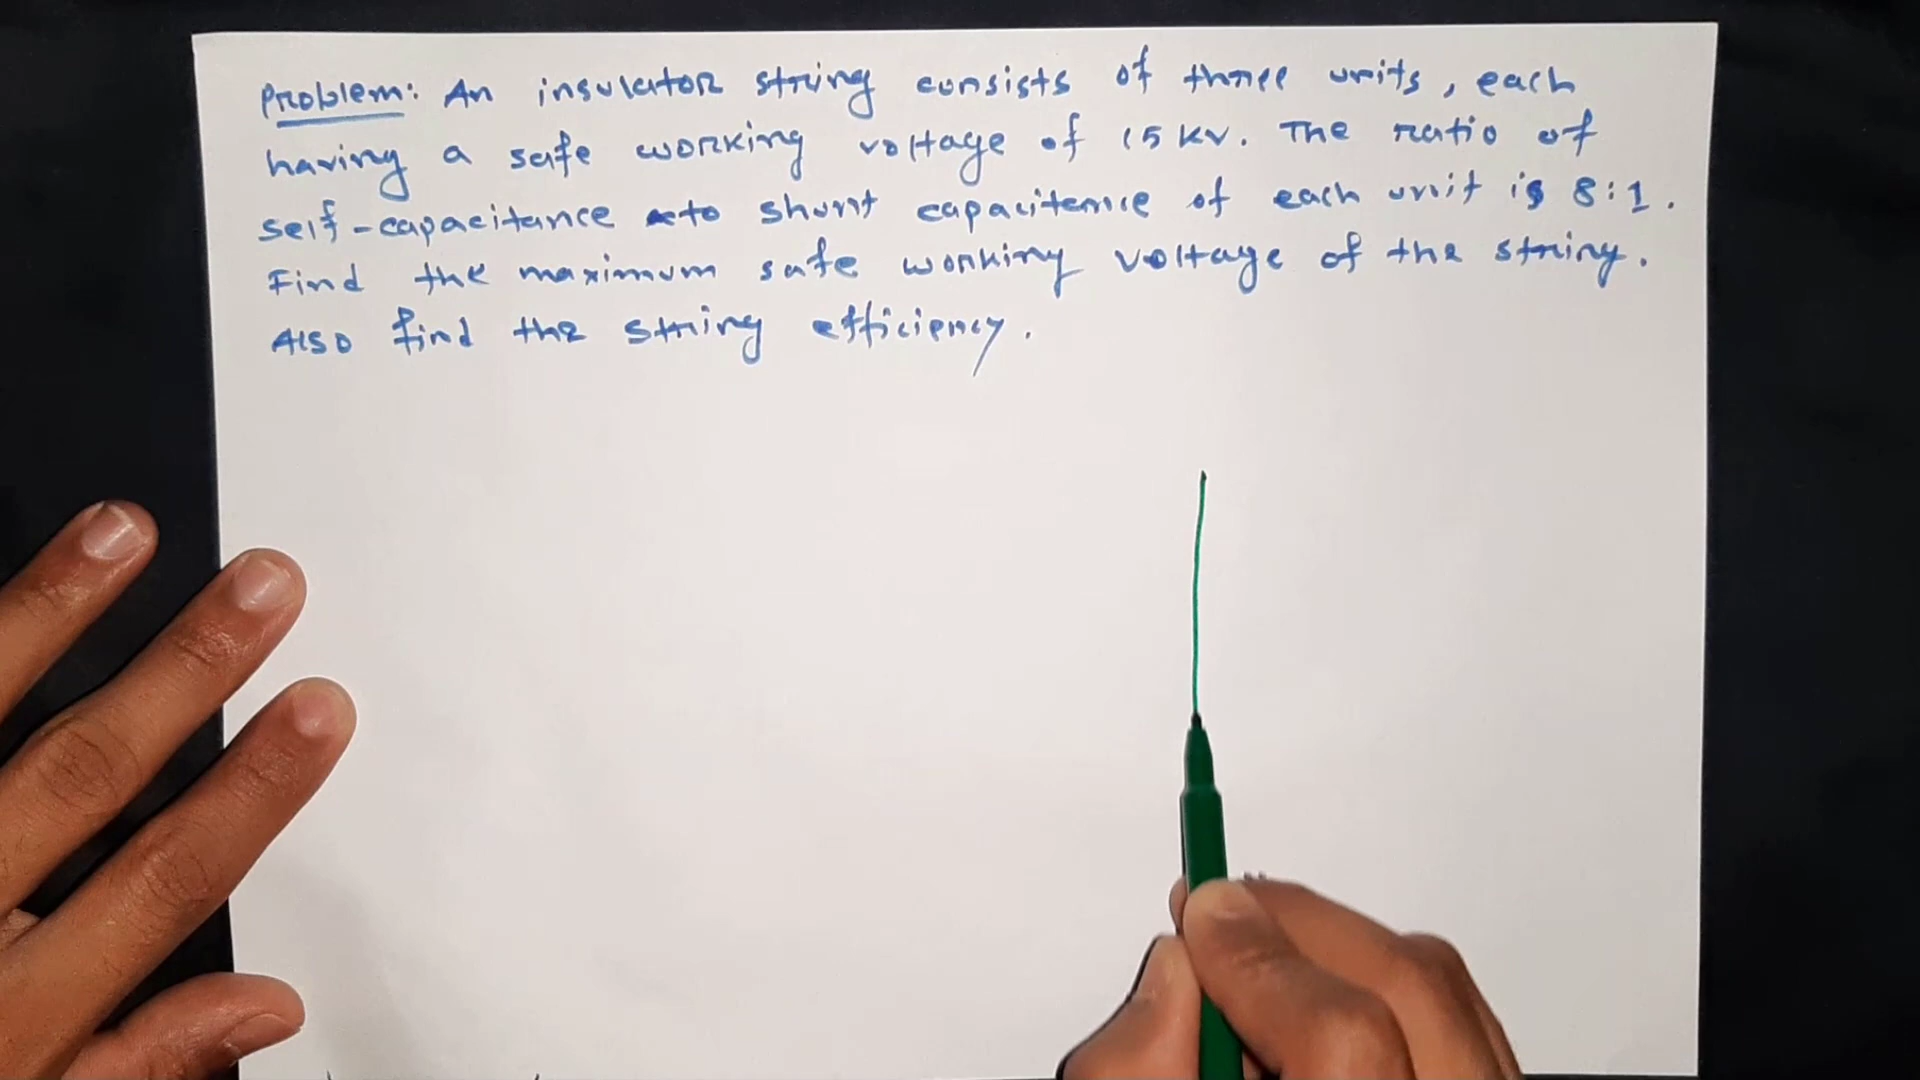 Problem: An insulator string consists of three units, each
having a safe working voltage of 15 kv. The ratio of
self-capacitance to shunt capacitance of each unit is 8:1.
Find the maximum safe working voltage of the string.
Also find the string efficiency.